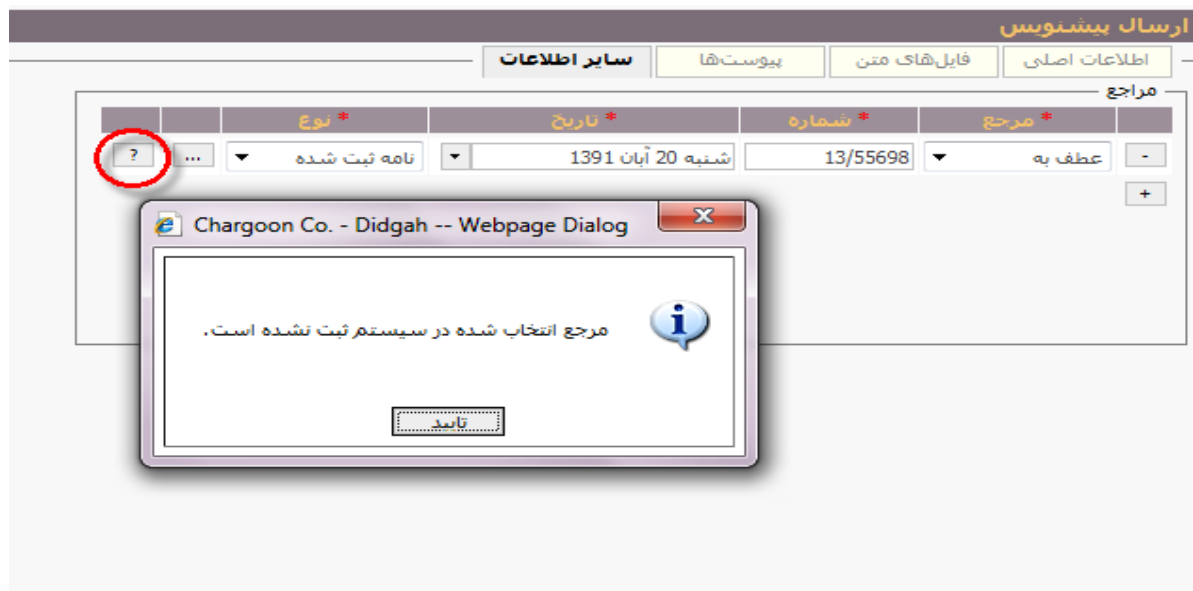 ارسال پیشنویس
اطلاعات اصلی
فایل‌های متن
پیوست‌ها
سایر اطلاعات
مراجع
* مرجع * شماره * تاریخ * نوع
- عطف به 13/55698 شنبه 20 آبان 1391 نامه ثبت شده ... ?
+
Chargoon Co. - Didgah -- Webpage Dialog
مرجع انتخاب شده در سیستم ثبت نشده است.
تایید